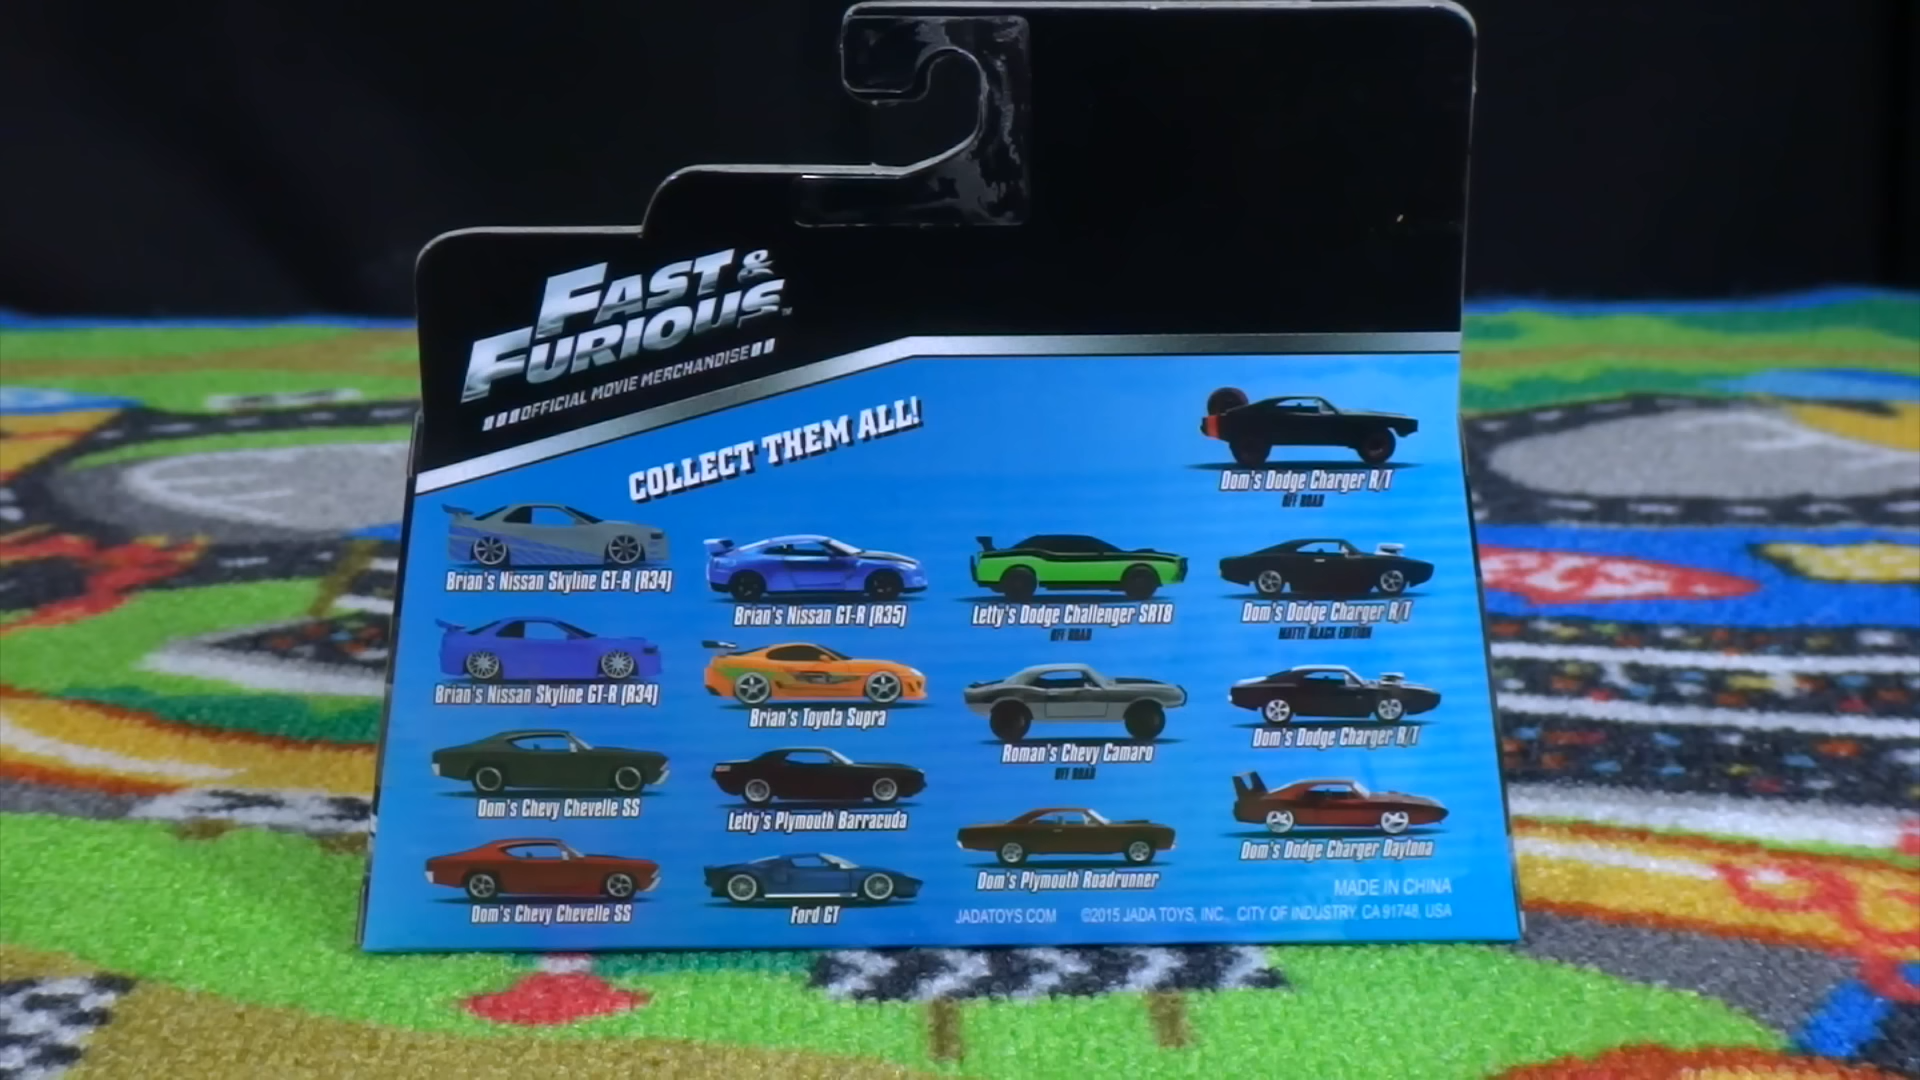 FAST &
FURIOUS™
OFFICIAL MOVIE MERCHANDISE
COLLECT THEM ALL!
Brian's Nissan Skyline GT-R (R34)
Brian's Nissan Skyline GT-R (R34)
Dom's Chevy Chevelle SS
Dom's Chevy Chevelle SS
Brian's Nissan GT-R (R35)
Brian's Toyota Supra
Letty's Plymouth Barracuda
Ford GT
Letty's Dodge Challenger SRT8
OFF ROAD
Roman's Chevy Camaro
OFF ROAD
Dom's Plymouth Roadrunner
Dom's Dodge Charger R/T
OFF ROAD
Dom's Dodge Charger R/T
MATTE BLACK EDITION
Dom's Dodge Charger R/T
Dom's Dodge Charger Daytona
MADE IN CHINA
JADATOYS.COM ©2015 JADA TOYS, INC., CITY OF INDUSTRY, CA 91748, USA